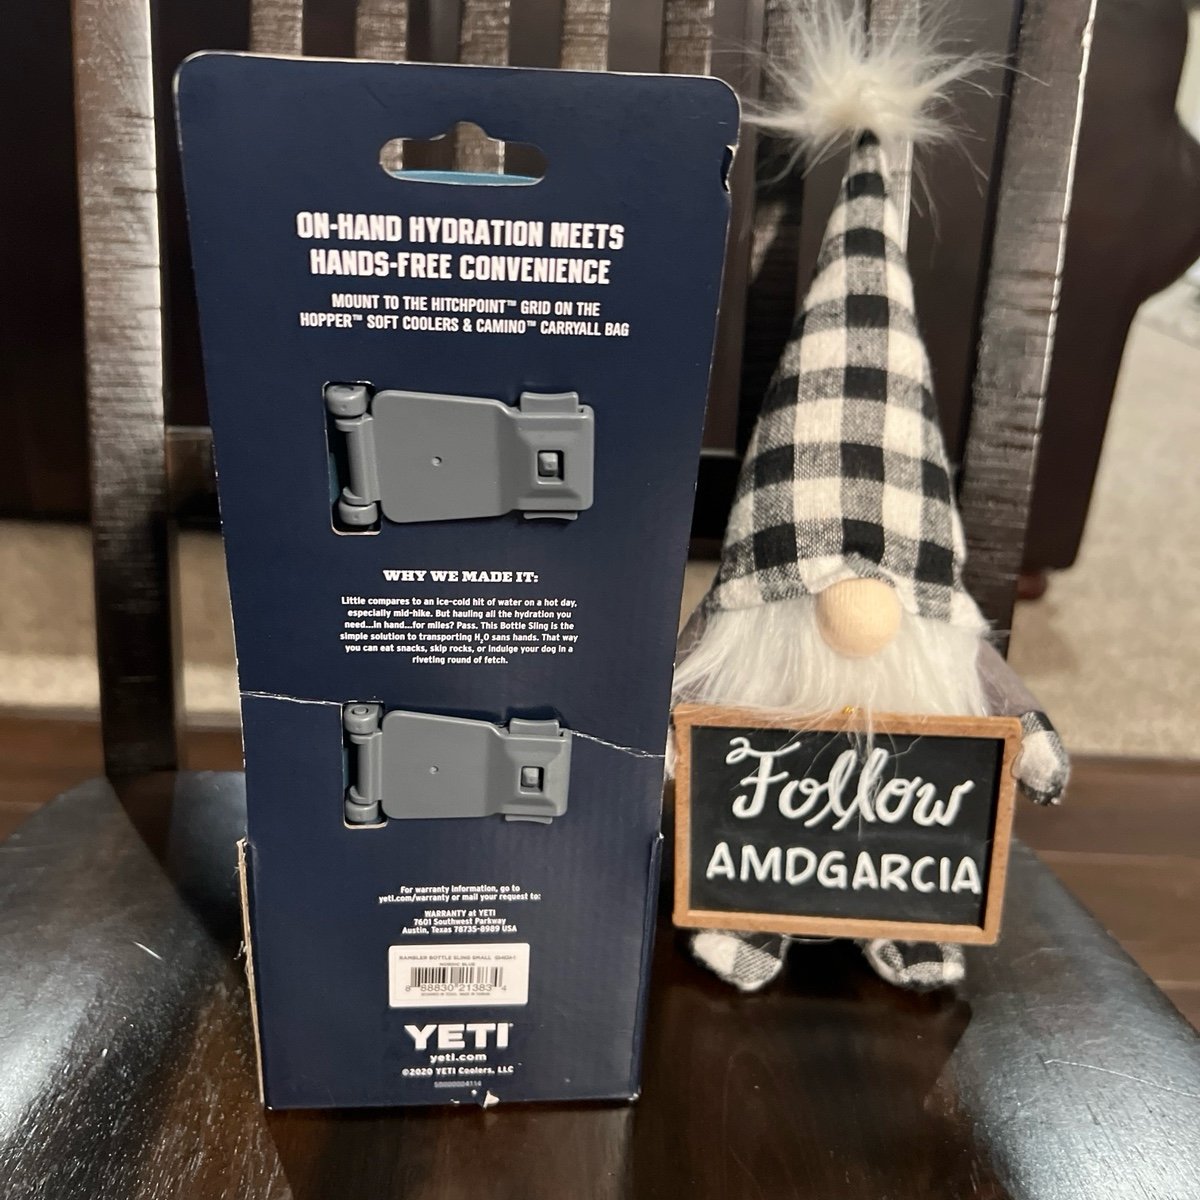 ON-HAND HYDRATION MEETS
HANDS-FREE CONVENIENCE
MOUNT TO THE HITCHPOINT™ GRID ON THE
HOPPER™ SOFT COOLERS & CAMINO™ CARRYALL BAG
WHY WE MADE IT:
Little compares to an ice-cold hit of water on a hot day,
especially mid-hike. But hauling all the hydration you
need...in hand...for miles? Pass. This Bottle Sling is the
simple solution to transporting H₂O sans hands. That way
you can eat snacks, skip rocks, or indulge your dog in a
riveting round of fetch.
For warranty information, go to
yeti.com/warranty or mail your request to:
WARRANTY at YETI
7601 Southwest Parkway
Austin, Texas 78735-8989 USA
RAMBLER BOTTLE SLING SMALL
NORDIC BLUE
8 88830 21383 4
DESIGNED IN TEXAS. MADE IN TAIWAN
YETI
yeti.com
©2020 YETI Coolers, LLC
Follow
AMDGARCIA